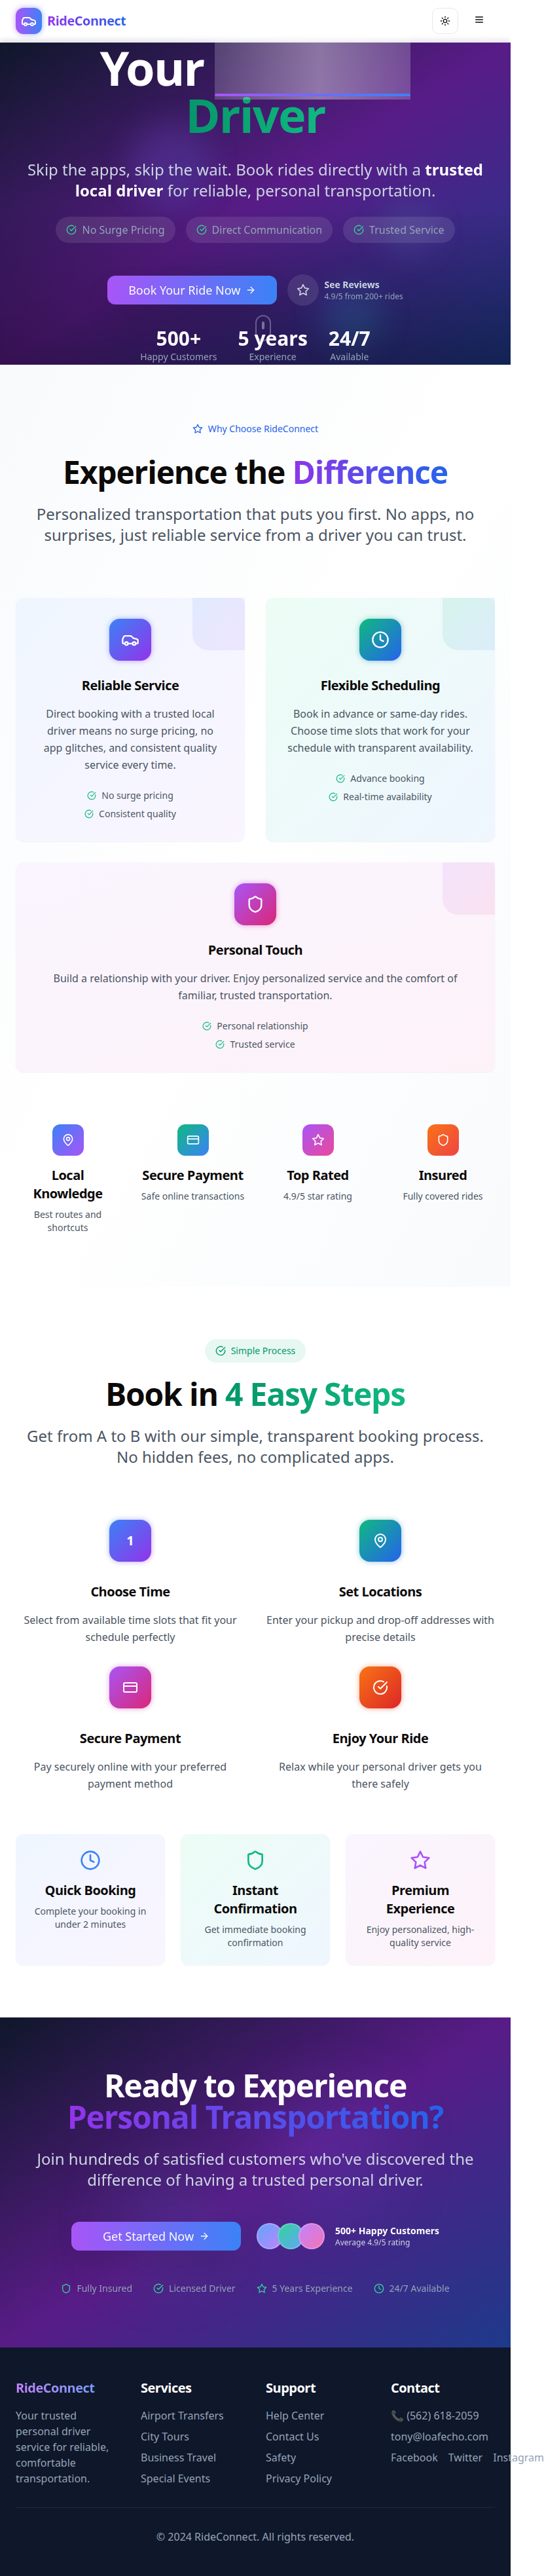 RideConnect
Your
Driver
Skip the apps, skip the wait. Book rides directly with a trusted
local driver for reliable, personal transportation.
No Surge Pricing
Direct Communication
Trusted Service
Book Your Ride Now
See Reviews
4.9/5 from 200+ rides
500+
Happy Customers
5 years
Experience
24/7
Available
Why Choose RideConnect
Experience the Difference
Personalized transportation that puts you first. No apps, no
surprises, just reliable service from a driver you can trust.
Reliable Service
Direct booking with a trusted local
driver means no surge pricing, no
app glitches, and consistent quality
service every time.
No surge pricing
Consistent quality
Flexible Scheduling
Book in advance or same-day rides.
Choose time slots that work for your
schedule with transparent availability.
Advance booking
Real-time availability
Personal Touch
Build a relationship with your driver. Enjoy personalized service and the comfort of
familiar, trusted transportation.
Personal relationship
Trusted service
Local
Knowledge
Best routes and
shortcuts
Secure Payment
Safe online transactions
Top Rated
4.9/5 star rating
Insured
Fully covered rides
Simple Process
Book in 4 Easy Steps
Get from A to B with our simple, transparent booking process.
No hidden fees, no complicated apps.
1
Choose Time
Select from available time slots that fit your
schedule perfectly
Set Locations
Enter your pickup and drop-off addresses with
precise details
Secure Payment
Pay securely online with your preferred
payment method
Enjoy Your Ride
Relax while your personal driver gets you
there safely
Quick Booking
Complete your booking in
under 2 minutes
Instant
Confirmation
Get immediate booking
confirmation
Premium
Experience
Enjoy personalized, high-
quality service
Ready to Experience
Personal Transportation?
Join hundreds of satisfied customers who've discovered the
difference of having a trusted personal driver.
Get Started Now
500+ Happy Customers
Average 4.9/5 rating
Fully Insured
Licensed Driver
5 Years Experience
24/7 Available
RideConnect
Your trusted
personal driver
service for reliable,
comfortable
transportation.
Services
Airport Transfers
City Tours
Business Travel
Special Events
Support
Help Center
Contact Us
Safety
Privacy Policy
Contact
📞 (562) 618-2059
tony@loafecho.com
Facebook Twitter Instagram
© 2024 RideConnect. All rights reserved.